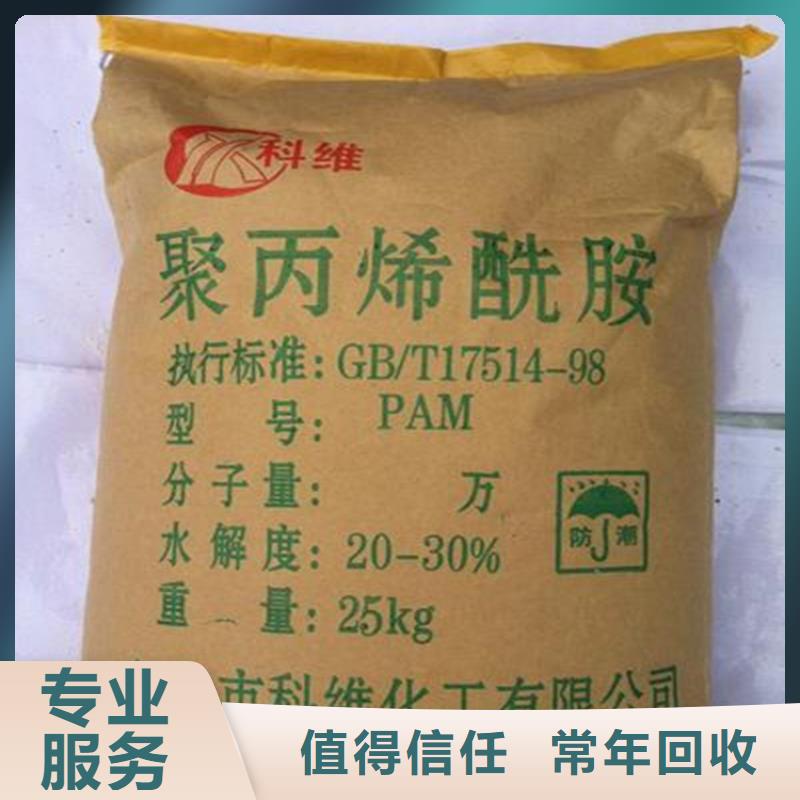 科维
聚丙烯酰胺
执行标准:GB/T17514-98
型 号: PAM
分子量: 万
水解度:20-30%
防潮
重 量:25kg
市科维化工有限公司
专业
服务
值得信任 常年回收